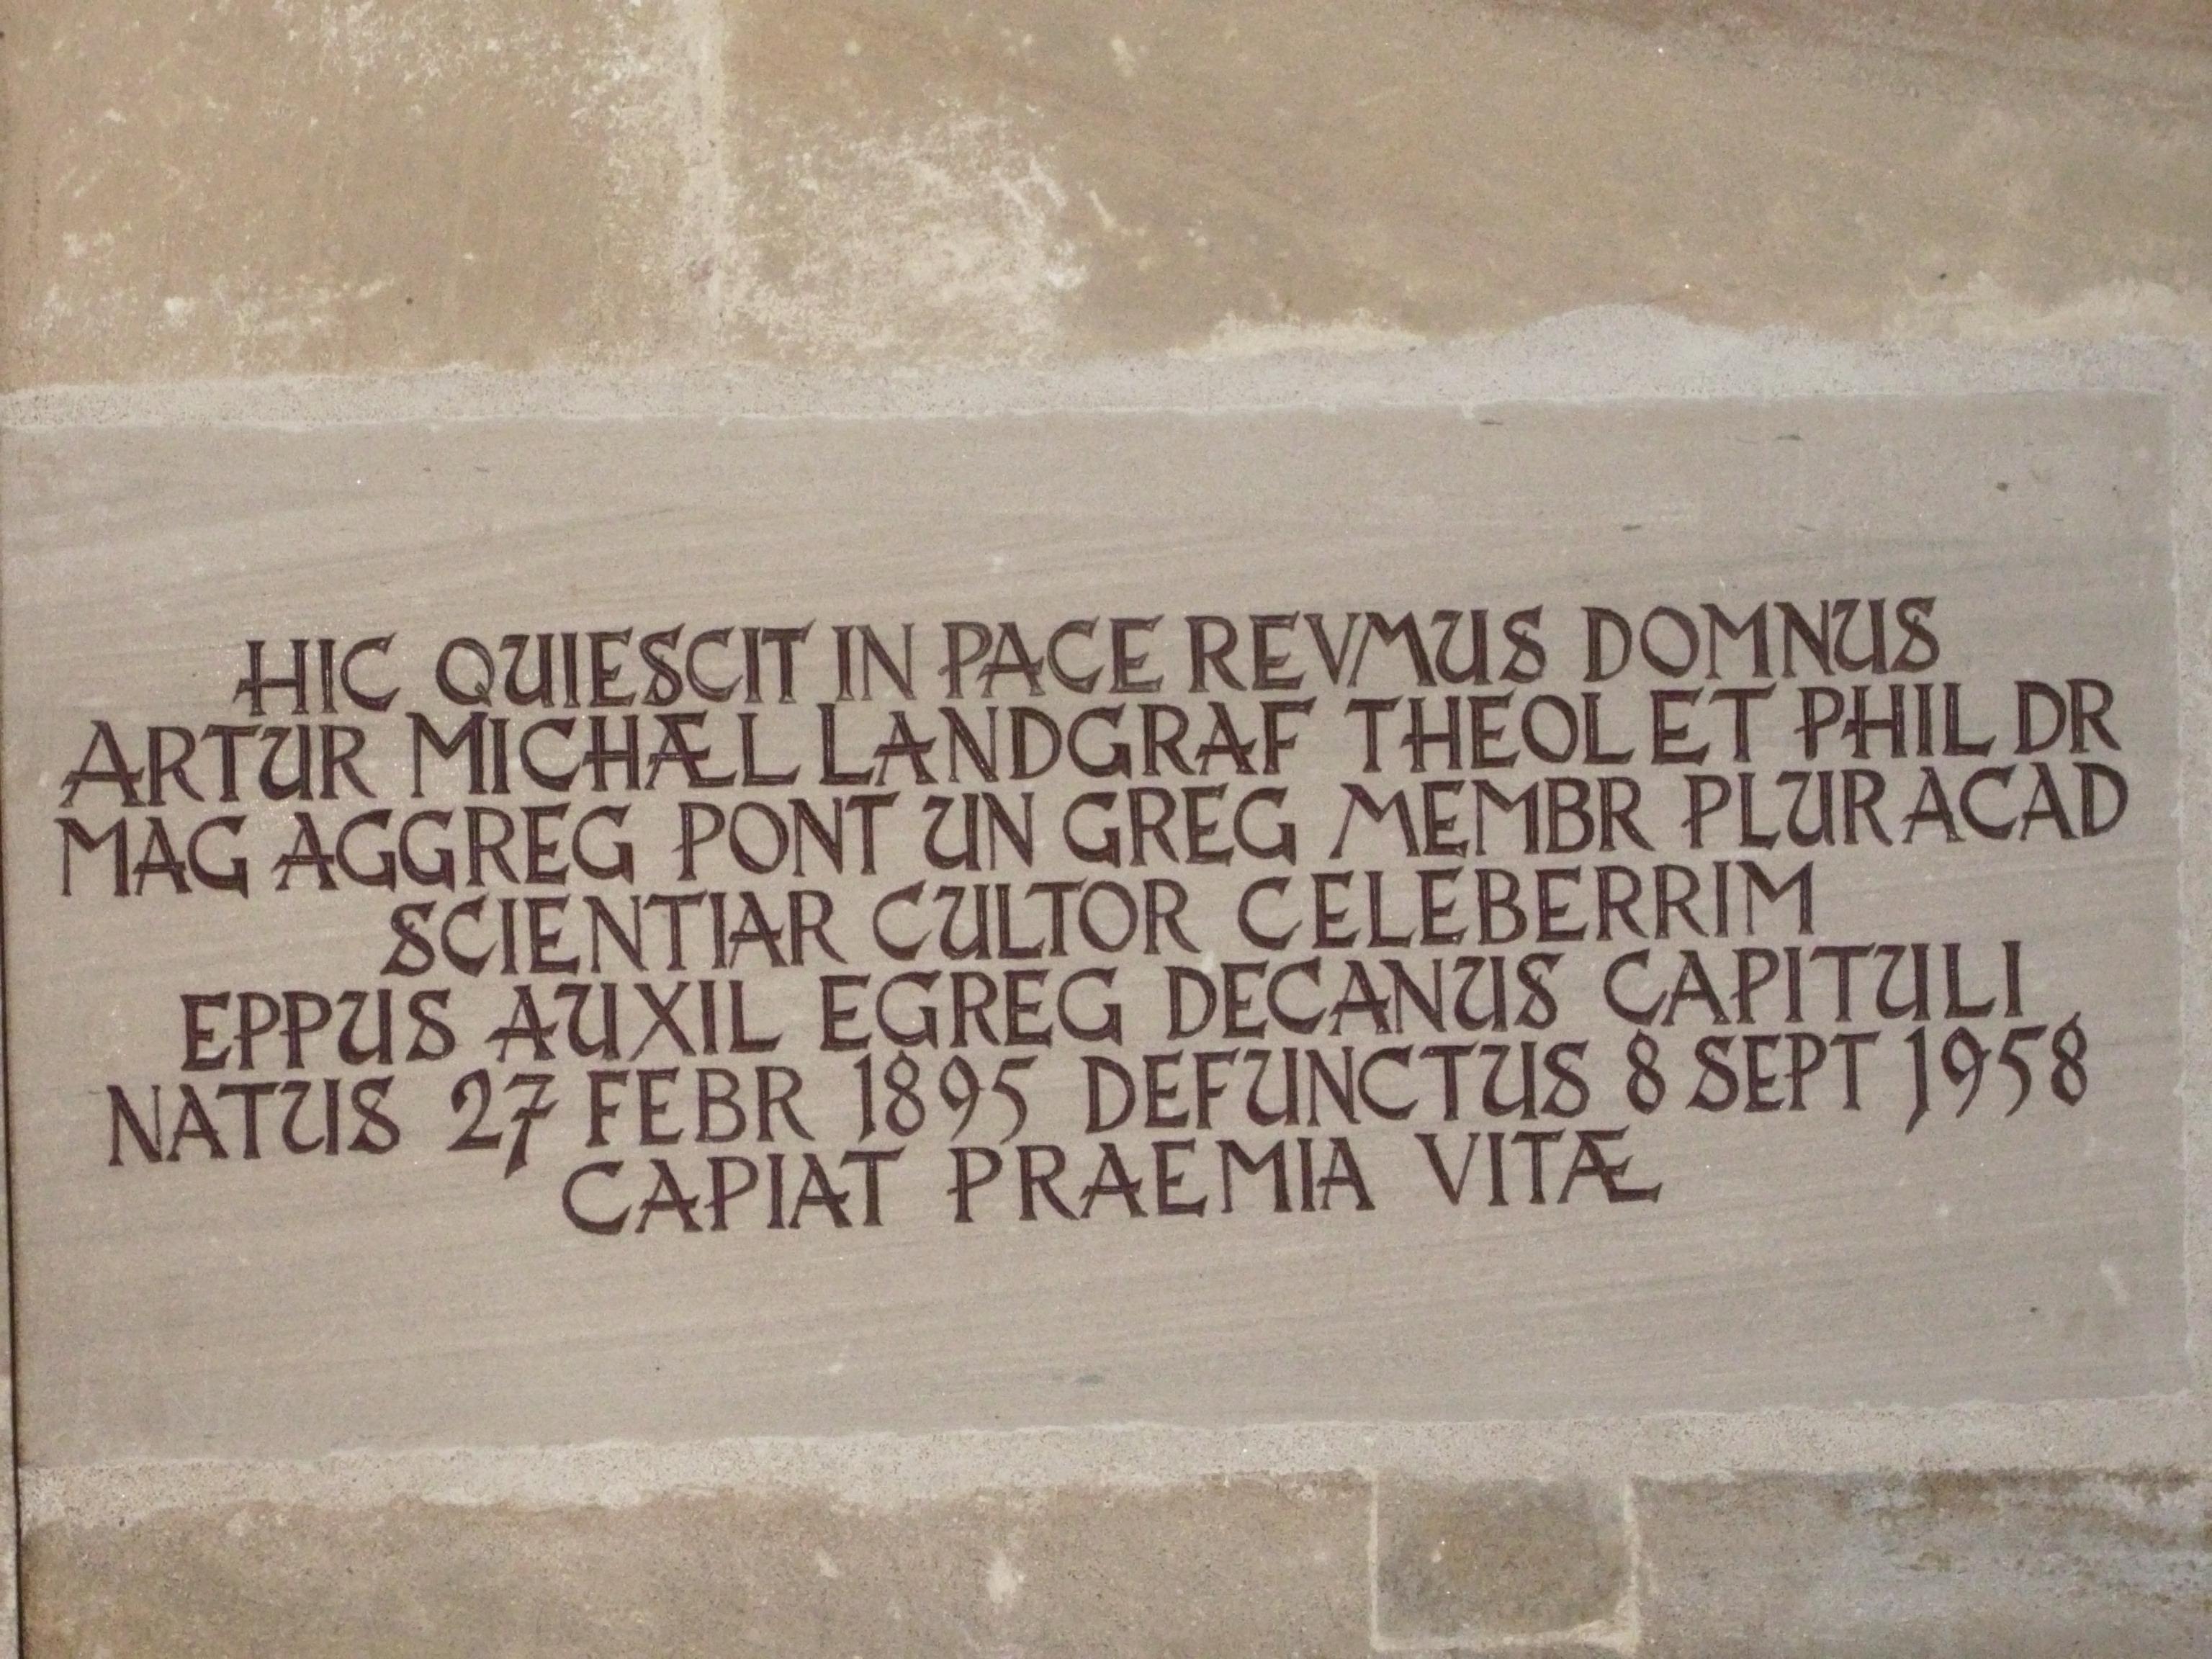 HIC QUIESCIT IN PACE REVMUS DOMNUS
ARTUR MICHÆL LANDGRAF THEOL ET PHIL DR
MAG AGGREG PONT UN GREG MEMBR PLUR ACAD
SCIENTIAR CULTOR CELEBERRIM
EPPUS AUXIL EGREG DECANUS CAPITULI
NATUS 27 FEBR 1895 DEFUNCTUS 8 SEPT 1958
CAPIAT PRAEMIA VITÆ